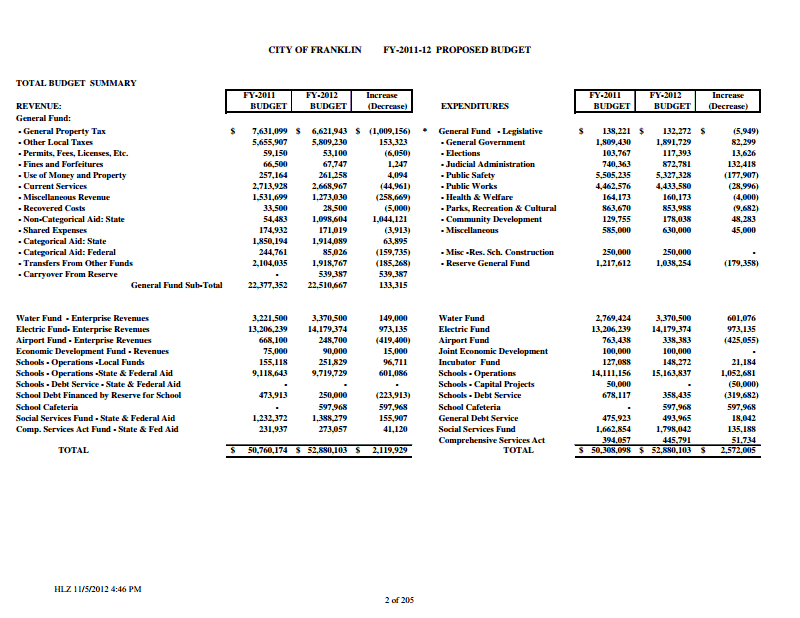 CITY OF FRANKLIN FY-2011-12 PROPOSED BUDGET
TOTAL BUDGET SUMMARY
FY-2011 FY-2012 Increase FY-2011 FY-2012 Increase
REVENUE: BUDGET BUDGET (Decrease) EXPENDITURES BUDGET BUDGET (Decrease)
General Fund:
- General Property Tax $ 7,631,099 $ 6,621,943 $ (1,009,156) * General Fund - Legislative $ 138,221 $ 132,272 $ (5,949)
- Other Local Taxes 5,655,907 5,809,230 153,323 - General Government 1,809,430 1,891,729 82,299
- Permits, Fees, Licenses, Etc. 59,150 53,100 (6,050) - Elections 103,767 117,393 13,626
- Fines and Forfeitures 66,500 67,747 1,247 - Judicial Administration 740,363 872,781 132,418
- Use of Money and Property 257,164 261,258 4,094 - Public Safety 5,505,235 5,327,328 (177,907)
- Current Services 2,713,928 2,668,967 (44,961) - Public Works 4,462,576 4,433,580 (28,996)
- Miscellaneous Revenue 1,531,699 1,273,030 (258,669) - Health & Welfare 164,173 160,173 (4,000)
- Recovered Costs 33,500 28,500 (5,000) - Parks, Recreation & Cultural 863,670 853,988 (9,682)
- Non-Categorical Aid: State 54,483 1,098,604 1,044,121 - Community Development 129,755 178,038 48,283
- Shared Expenses 174,932 171,019 (3,913) - Miscellaneous 585,000 630,000 45,000
- Categorical Aid: State 1,850,194 1,914,089 63,895
- Categorical Aid: Federal 244,761 85,026 (159,735) - Misc -Res. Sch. Construction 250,000 250,000 -
- Transfers From Other Funds 2,104,035 1,918,767 (185,268) - Reserve General Fund 1,217,612 1,038,254 (179,358)
- Carryover From Reserve - 539,387 539,387
General Fund Sub-Total 22,377,352 22,510,667 133,315
Water Fund - Enterprise Revenues 3,221,500 3,370,500 149,000 Water Fund 2,769,424 3,370,500 601,076
Electric Fund- Enterprise Revenues 13,206,239 14,179,374 973,135 Electric Fund 13,206,239 14,179,374 973,135
Airport Fund - Enterprise Revenues 668,100 248,700 (419,400) Airport Fund 763,438 338,383 (425,055)
Economic Development Fund - Revenues 75,000 90,000 15,000 Joint Economic Development 100,000 100,000 -
Schools - Operations -Local Funds 155,118 251,829 96,711 Incubator Fund 127,088 148,272 21,184
Schools - Operations -State & Federal Aid 9,118,643 9,719,729 601,086 Schools - Operations 14,111,156 15,163,837 1,052,681
Schools - Debt Service - State & Federal Aid - - - Schools - Capital Projects 50,000 - (50,000)
School Debt Financed by Reserve for School 473,913 250,000 (223,913) Schools - Debt Service 678,117 358,435 (319,682)
School Cafeteria - 597,968 597,968 School Cafeteria - 597,968 597,968
Social Services Fund - State & Federal Aid 1,232,372 1,388,279 155,907 General Debt Service 475,923 493,965 18,042
Comp. Services Act Fund - State & Fed Aid 231,937 273,057 41,120 Social Services Fund 1,662,854 1,798,042 135,188
Comprehensive Services Act 394,057 445,791 51,734
TOTAL $ 50,760,174 $ 52,880,103 $ 2,119,929 TOTAL $ 50,308,098 $ 52,880,103 $ 2,572,005
HLZ 11/5/2012 4:46 PM
2 of 205